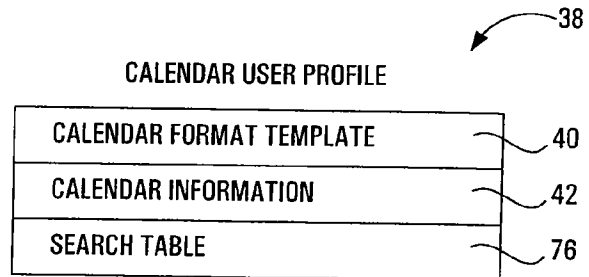 38
CALENDAR USER PROFILE
CALENDAR FORMAT TEMPLATE 40
CALENDAR INFORMATION 42
SEARCH TABLE 76